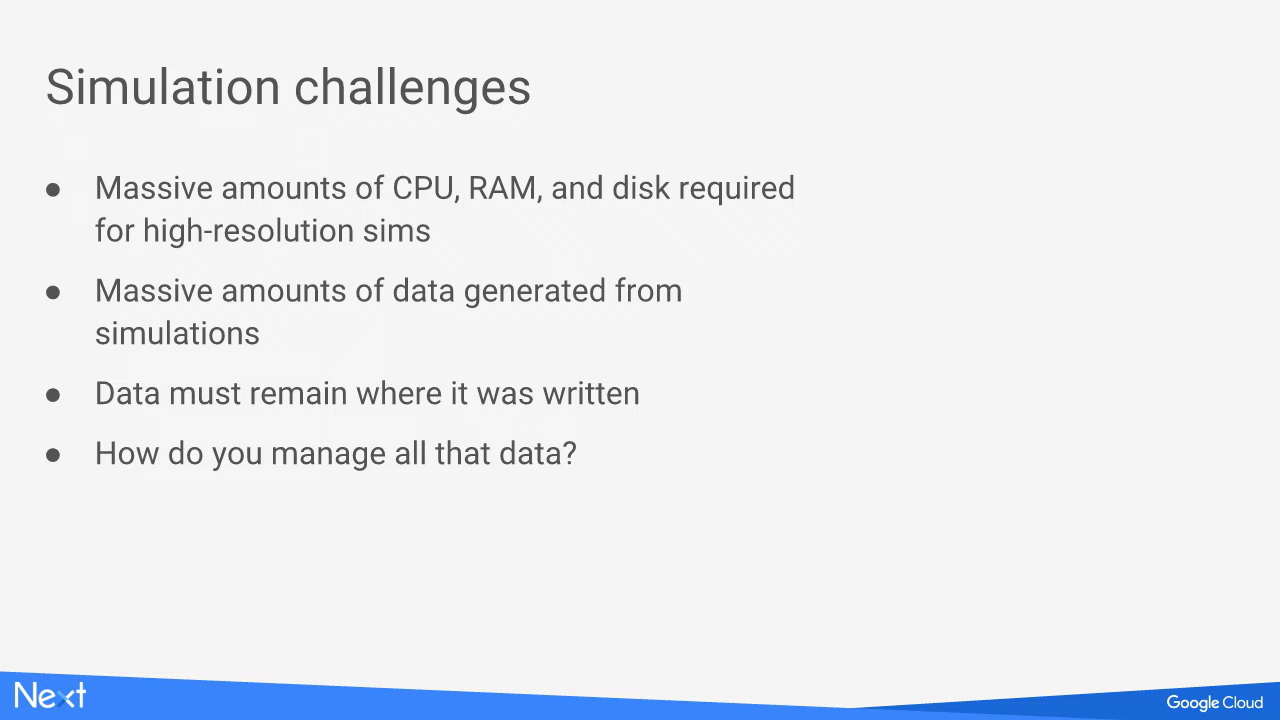 Simulation challenges
● Massive amounts of CPU, RAM, and disk required
for high-resolution sims
● Massive amounts of data generated from
simulations
● Data must remain where it was written
● How do you manage all that data?
Next
Google Cloud